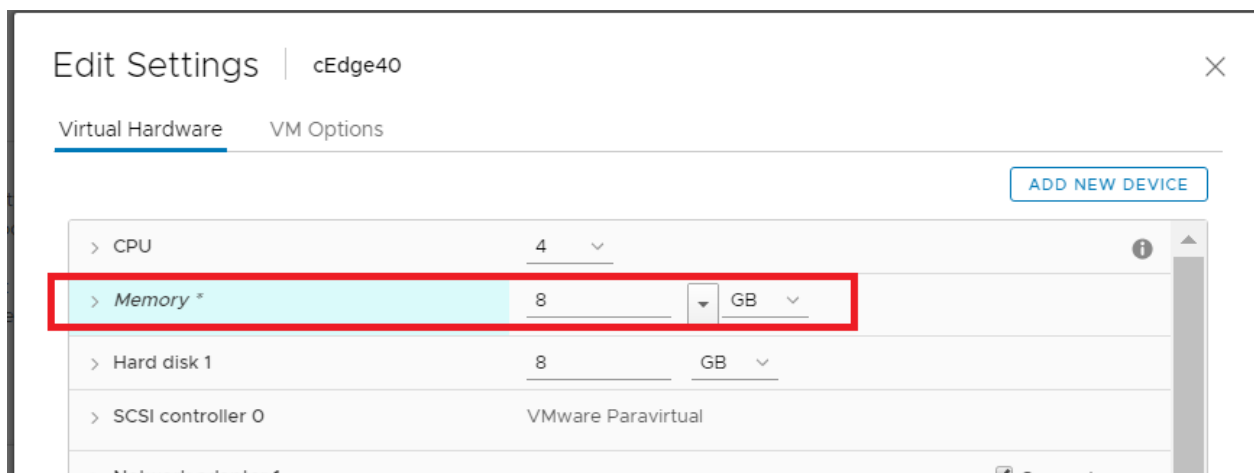 Edit Settings cEdge40
Virtual Hardware VM Options
ADD NEW DEVICE
CPU 4
Memory * 8 GB
Hard disk 1 8 GB
SCSI controller 0 VMware Paravirtual